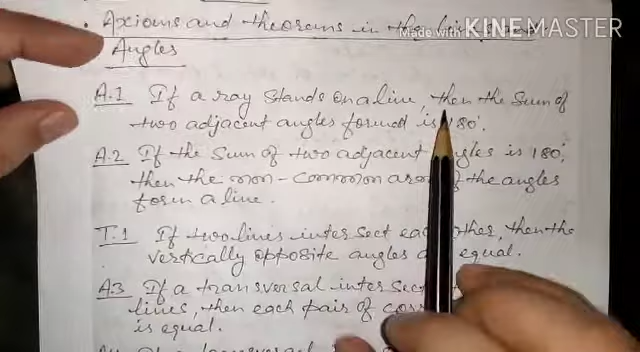 Made with KINEMASTER
. Axioms and theorems in the
Angles
A.1 If a ray stands on a line, then the sum of
two adjacent angles formed is 180°.
A.2 If the sum of two adjacent angles is 180°,
then the non-common arms of the angles
form a line.
T.1 If two lines intersect each other, then the
vertically opposite angles are equal.
A3 If a transversal inter
lines, then each pair of
is equal.